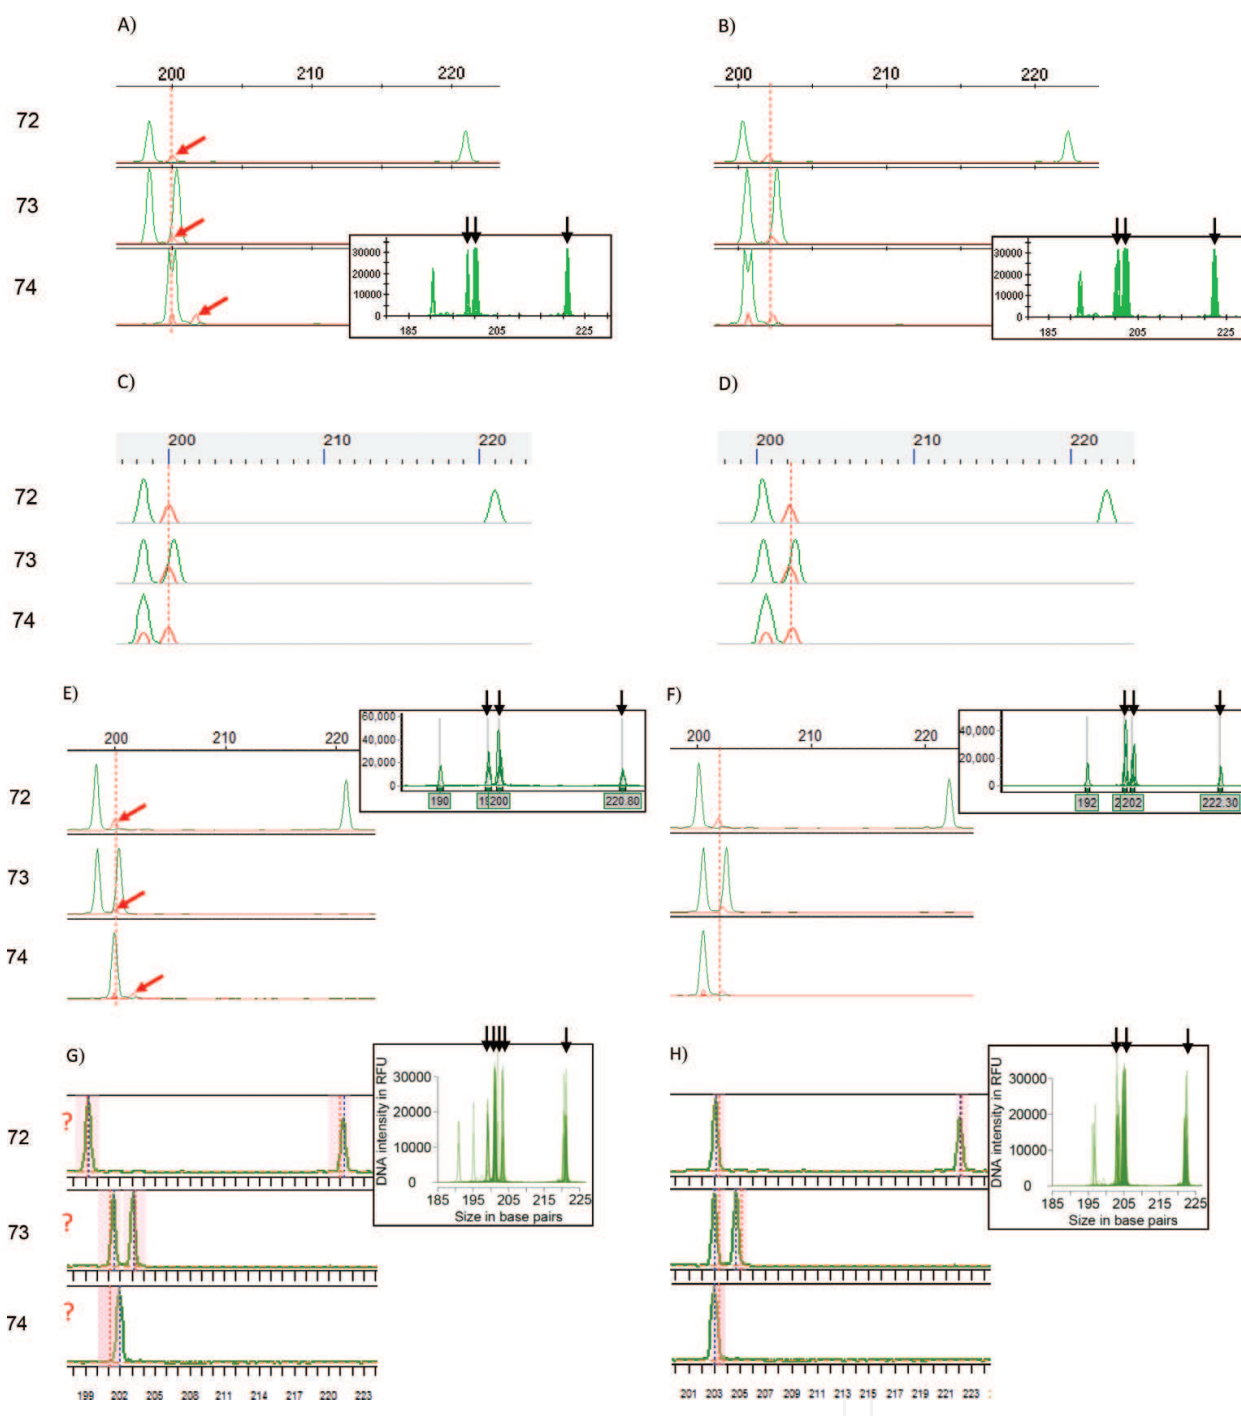 A)
B)
200 210 220
200 210 220
72
73
74
30000
20000
10000
0
185 205 225
30000
20000
10000
0
185 205 225
C)
D)
200 210 220
200 210 220
72
73
74
E)
F)
200 210 220
60,000
40,000
20,000
0
190 200 220.80
200 210 220
40,000
20,000
0
192 202 222.30
72
73
74
G)
H)
72
73
74
?
?
?
DNA intensity in RFU
30000
20000
10000
0
185 195 205 215 225
Size in base pairs
199 202 205 208 211 214 217 220 223
DNA intensity in RFU
30000
20000
10000
0
185 195 205 215 225
Size in base pairs
201 203 205 207 209 211 213 215 217 219 221 223